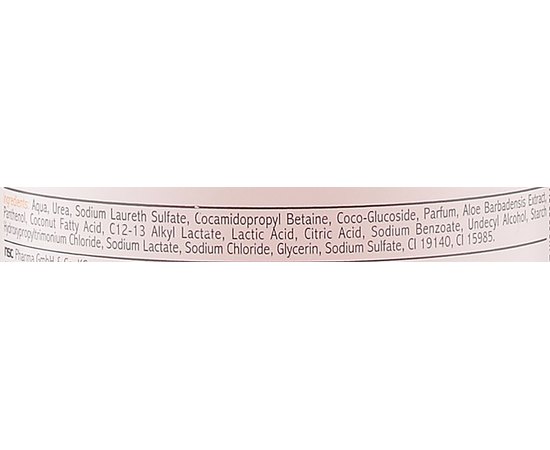 Ingredients: Aqua, Urea, Sodium Laureth Sulfate, Cocamidopropyl Betaine, Coco-Glucoside, Parfum, Aloe Barbadensis Extract,
Panthenol, Coconut Fatty Acid, C12-13 Alkyl Lactate, Lactic Acid, Citric Acid, Sodium Benzoate, Undecyl Alcohol, Starch
Hydroxypropyltrimonium Chloride, Sodium Lactate, Sodium Chloride, Glycerin, Sodium Sulfate, CI 19140, CI 15985.
rsc Pharma GmbH &